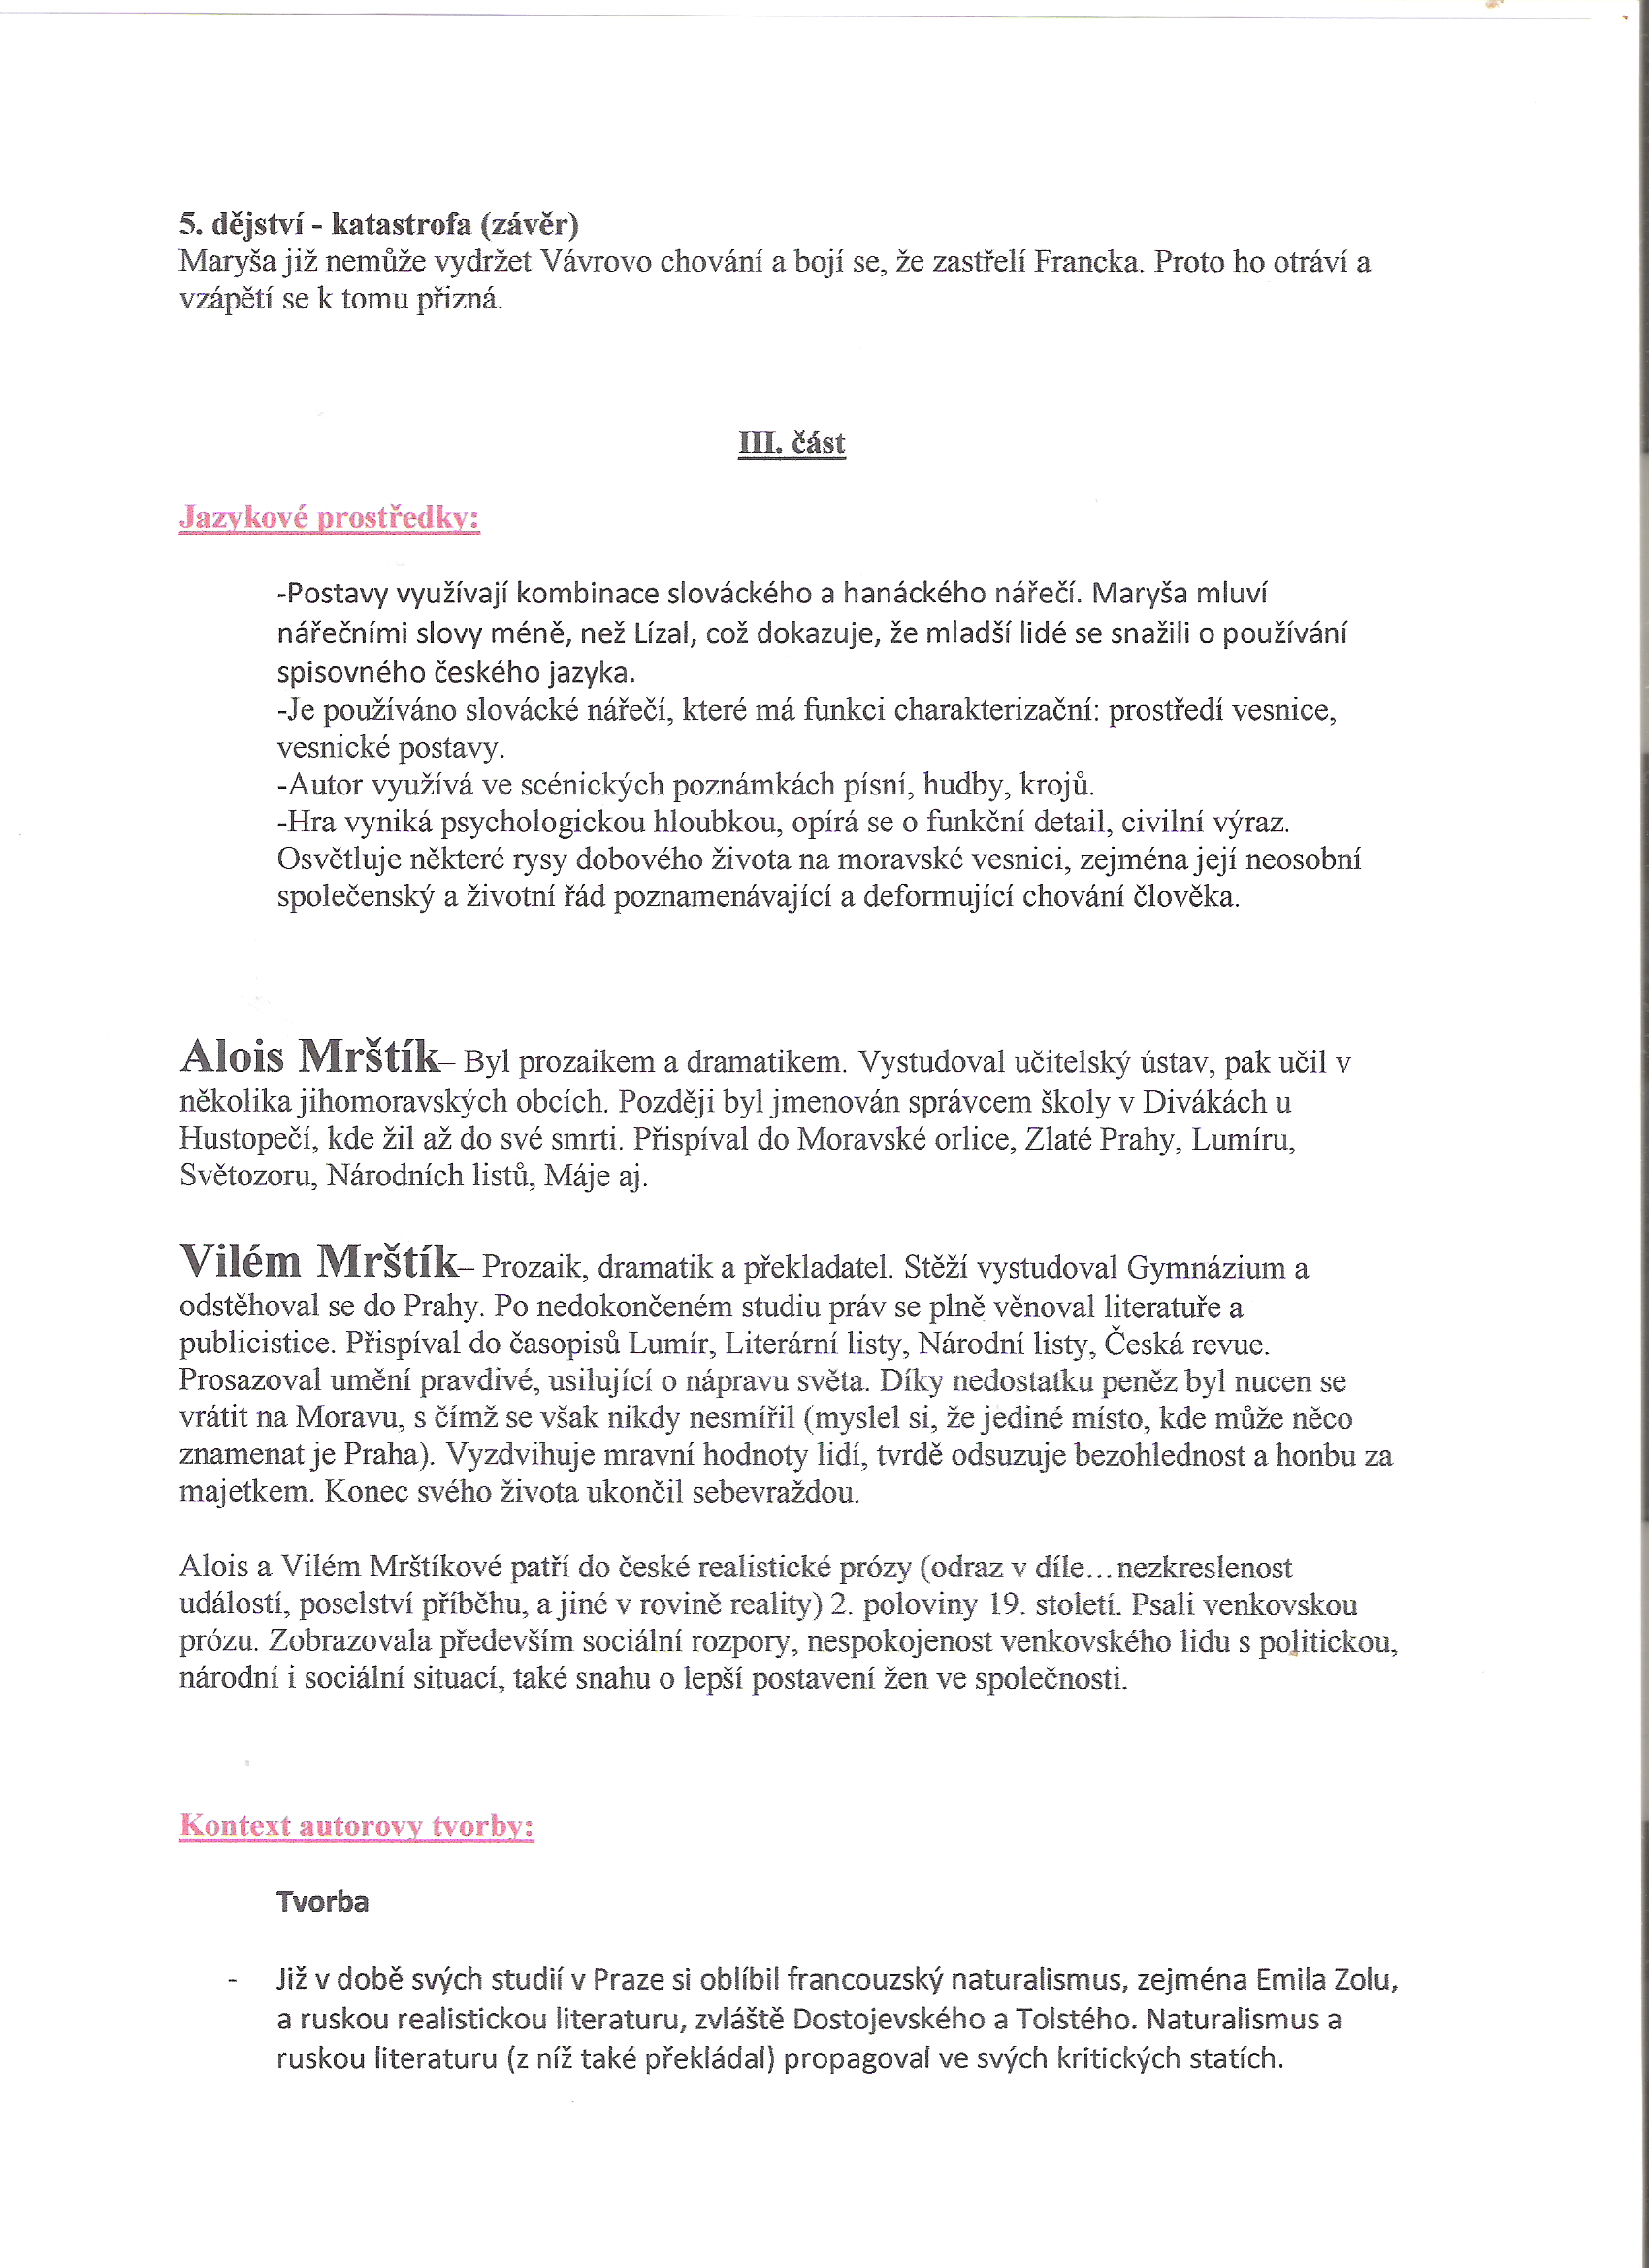 5. dějství - katastrofa (závěr)
Maryša již nemůže vydržet Vávrovo chování a bojí se, že zastřelí Francka. Proto ho otráví a
vzápětí se k tomu přizná.
III. část
Jazykové prostředky:
-Postavy využívají kombinace slováckého a hanáckého nářečí. Maryša mluví
nářečními slovy méně, než Lízal, což dokazuje, že mladší lidé se snažili o používání
spisovného českého jazyka.
-Je používáno slovácké nářečí, které má funkci charakterizační: prostředí vesnice,
vesnické postavy.
-Autor využívá ve scénických poznámkách písní, hudby, krojů.
-Hra vyniká psychologickou hloubkou, opírá se o funkční detail, civilní výraz.
Osvětluje některé rysy dobového života na moravské vesnici, zejména její neosobní
společenský a životní řád poznamenávající a deformující chování člověka.
Alois Mrštík– Byl prozaikem a dramatikem. Vystudoval učitelský ústav, pak učil v
několika jihomoravských obcích. Později byl jmenován správcem školy v Divákách u
Hustopečí, kde žil až do své smrti. Přispíval do Moravské orlice, Zlaté Prahy, Lumíru,
Světozoru, Národních listů, Máje aj.
Vilém Mrštík– Prozaik, dramatik a překladatel. Stěží vystudoval Gymnázium a
odstěhoval se do Prahy. Po nedokončeném studiu práv se plně věnoval literatuře a
publicistice. Přispíval do časopisů Lumír, Literární listy, Národní listy, Česká revue.
Prosazoval umění pravdivé, usilující o nápravu světa. Díky nedostatku peněz byl nucen se
vrátit na Moravu, s čímž se však nikdy nesmířil (myslel si, že jediné místo, kde může něco
znamenat je Praha). Vyzdvihuje mravní hodnoty lidí, tvrdě odsuzuje bezohlednost a honbu za
majetkem. Konec svého života ukončil sebevraždou.
Alois a Vilém Mrštíkové patří do české realistické prózy (odraz v díle...nezkreslenost
událostí, poselství příběhu, a jiné v rovině reality) 2. poloviny 19. století. Psali venkovskou
prózu. Zobrazovala především sociální rozpory, nespokojenost venkovského lidu s politickou,
národní i sociální situací, také snahu o lepší postavení žen ve společnosti.
Kontext autorovy tvorby:
Tvorba
- Již v době svých studií v Praze si oblíbil francouzský naturalismus, zejména Emila Zolu,
a ruskou realistickou literaturu, zvláště Dostojevského a Tolstého. Naturalismus a
ruskou literaturu (z níž také překládal) propagoval ve svých kritických statích.